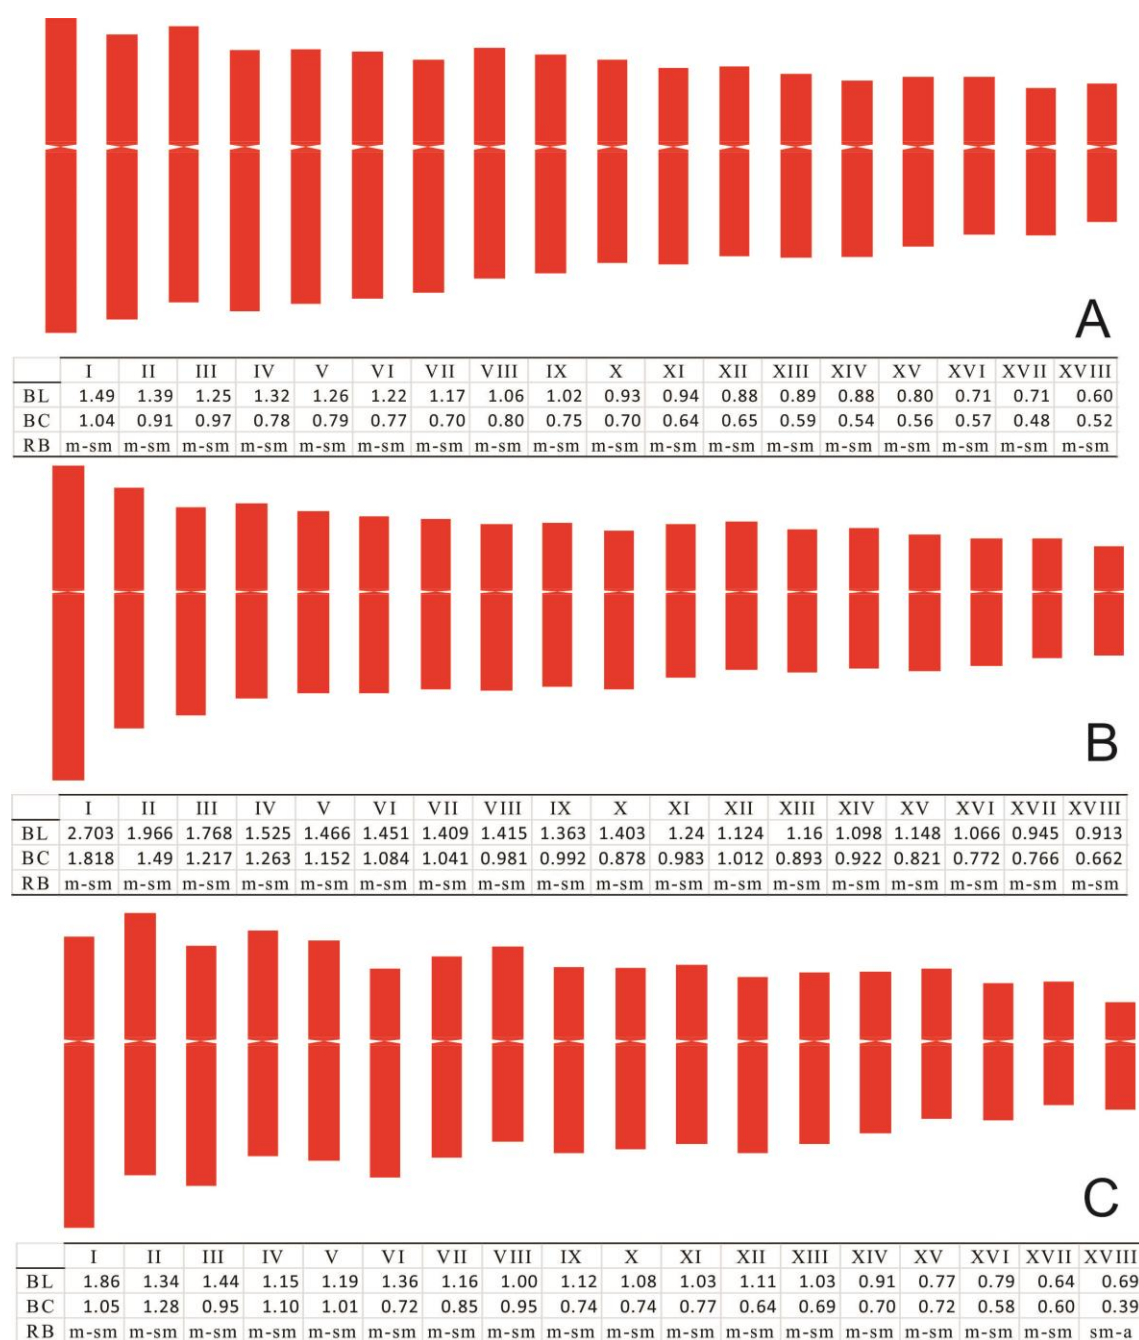 A
I II III IV V VI VII VIII IX X XI XII XIII XIV XV XVI XVII XVIII
BL 1.49 1.39 1.25 1.32 1.26 1.22 1.17 1.06 1.02 0.93 0.94 0.88 0.89 0.88 0.80 0.71 0.71 0.60
BC 1.04 0.91 0.97 0.78 0.79 0.77 0.70 0.80 0.75 0.70 0.64 0.65 0.59 0.54 0.56 0.57 0.48 0.52
RB m-sm m-sm m-sm m-sm m-sm m-sm m-sm m-sm m-sm m-sm m-sm m-sm m-sm m-sm m-sm m-sm m-sm m-sm
B
I II III IV V VI VII VIII IX X XI XII XIII XIV XV XVI XVII XVIII
BL 2.703 1.966 1.768 1.525 1.466 1.451 1.409 1.415 1.363 1.403 1.24 1.124 1.16 1.098 1.148 1.066 0.945 0.913
BC 1.818 1.49 1.217 1.263 1.152 1.084 1.041 0.981 0.992 0.878 0.983 1.012 0.893 0.922 0.821 0.772 0.766 0.662
RB m-sm m-sm m-sm m-sm m-sm m-sm m-sm m-sm m-sm m-sm m-sm m-sm m-sm m-sm m-sm m-sm m-sm m-sm
C
I II III IV V VI VII VIII IX X XI XII XIII XIV XV XVI XVII XVIII
BL 1.86 1.34 1.44 1.15 1.19 1.36 1.16 1.00 1.12 1.08 1.03 1.11 1.03 0.91 0.77 0.79 0.64 0.69
BC 1.05 1.28 0.95 1.10 1.01 0.72 0.85 0.95 0.74 0.74 0.77 0.64 0.69 0.70 0.72 0.58 0.60 0.39
RB m-sm m-sm m-sm m-sm m-sm m-sm m-sm m-sm m-sm m-sm m-sm m-sm m-sm m-sm m-sm m-sm m-sm sm-a